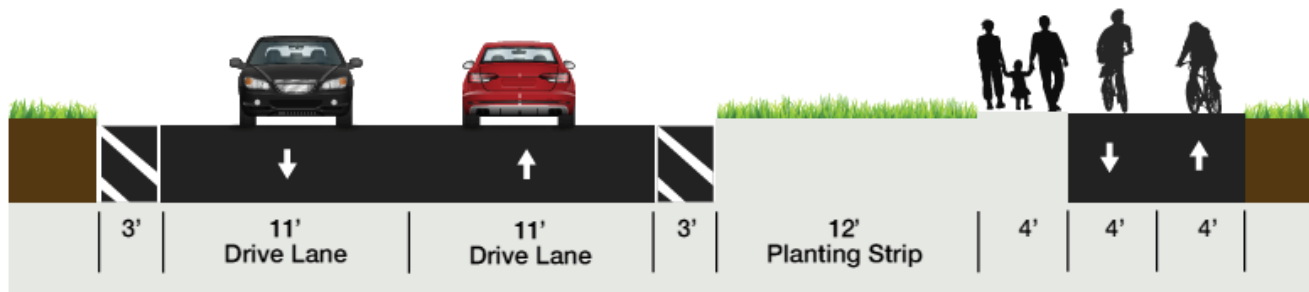 3' 11' 11' 3' 12' 4' 4' 4'
Drive Lane Drive Lane Planting Strip